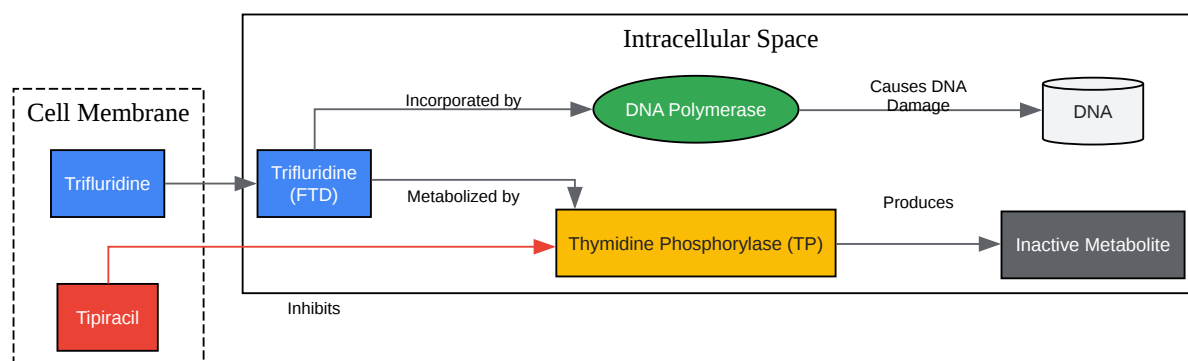 Intracellular Space
Cell Membrane
Incorporated by
DNA Polymerase
Causes DNA
Damage
DNA
Trifluridine
Trifluridine
(FTD)
Metabolized by
Thymidine Phosphorylase (TP)
Produces
Inactive Metabolite
Tipiracil
Inhibits